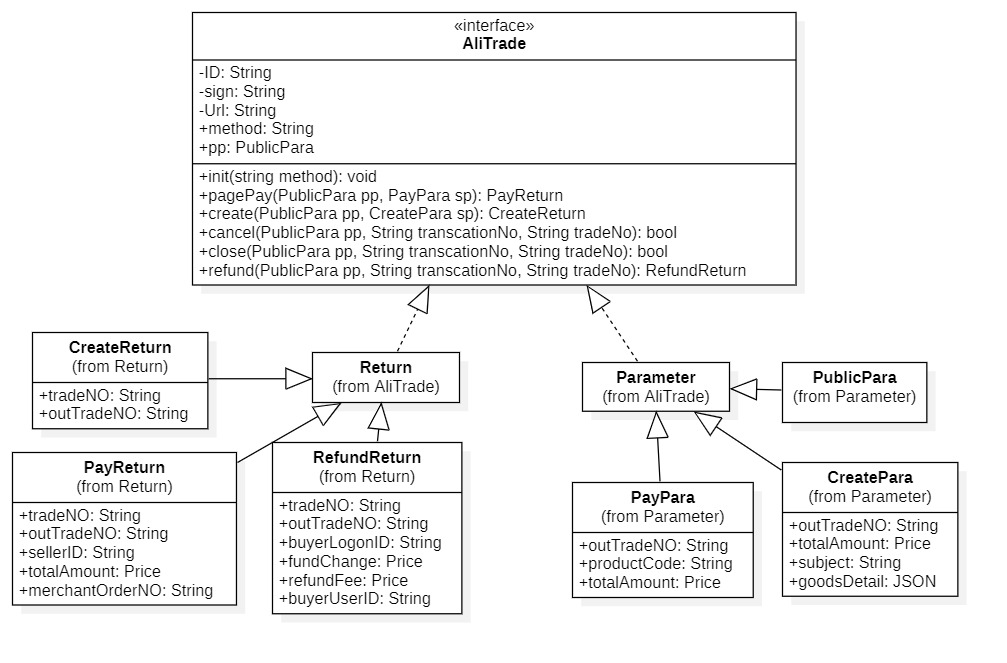 «interface»
AliTrade
-ID: String
-sign: String
-Url: String
+method: String
+pp: PublicPara
+init(string method): void
+pagePay(PublicPara pp, PayPara sp): PayReturn
+create(PublicPara pp, CreatePara sp): CreateReturn
+cancel(PublicPara pp, String transcationNo, String tradeNo): bool
+close(PublicPara pp, String transcationNo, String tradeNo): bool
+refund(PublicPara pp, String transcationNo, String tradeNo): RefundReturn
CreateReturn
(from Return)
+tradeNO: String
+outTradeNO: String
Return
(from AliTrade)
Parameter
(from AliTrade)
PublicPara
(from Parameter)
PayReturn
(from Return)
+tradeNO: String
+outTradeNO: String
+sellerID: String
+totalAmount: Price
+merchantOrderNO: String
RefundReturn
(from Return)
+tradeNO: String
+outTradeNO: String
+buyerLogonID: String
+fundChange: Price
+refundFee: Price
+buyerUserID: String
PayPara
(from Parameter)
+outTradeNO: String
+productCode: String
+totalAmount: Price
CreatePara
(from Parameter)
+outTradeNO: String
+totalAmount: Price
+subject: String
+goodsDetail: JSON